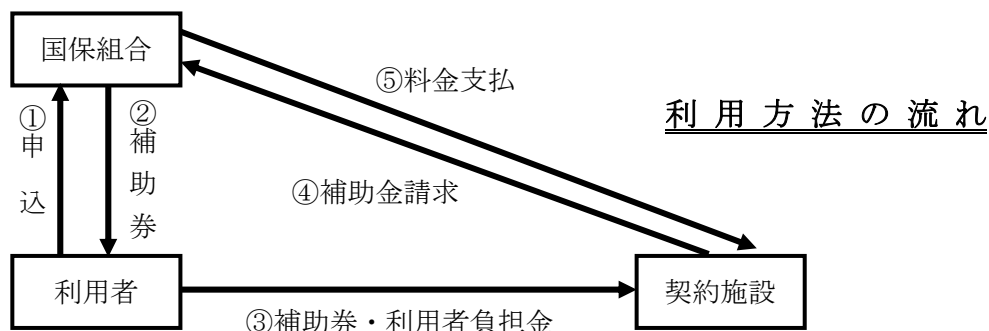 国保組合
⑤料金支払
利用方法の流れ
①申込
②補助券
④補助金請求
利用者
契約施設
③補助券・利用者負担金